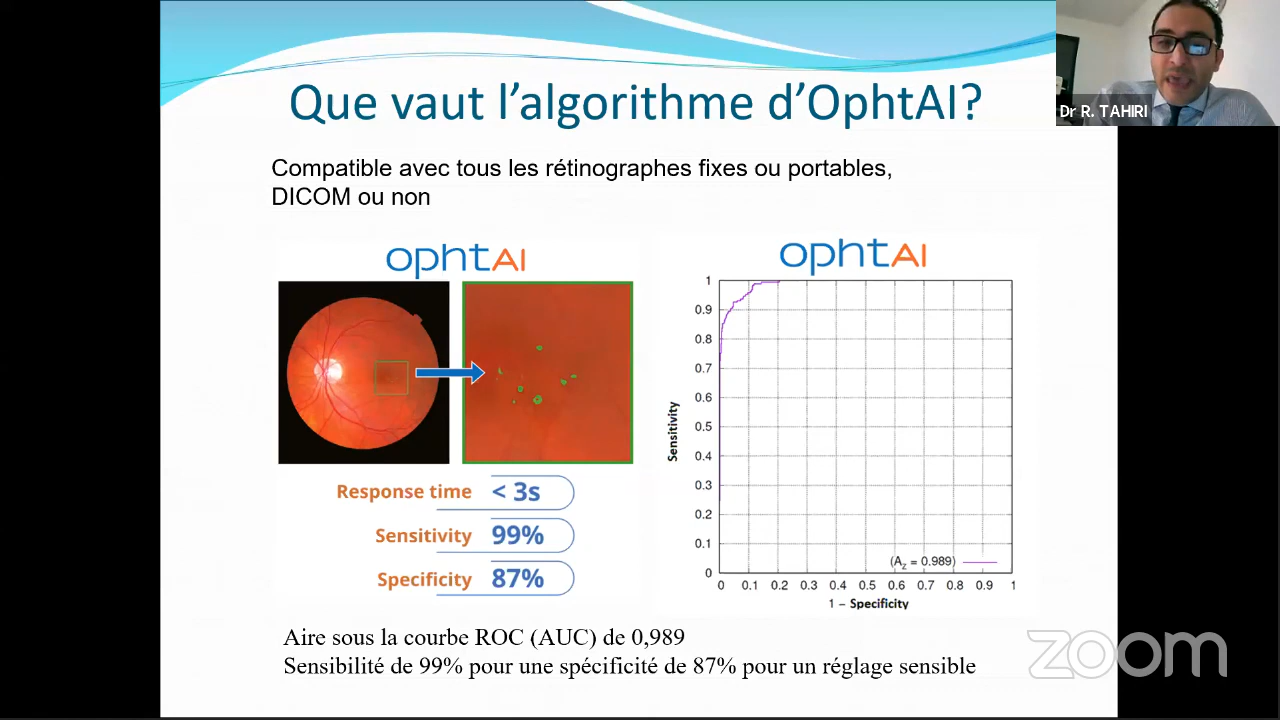 Que vaut l'algorithme d'OphtAI?
Dr R. TAHIRI
Compatible avec tous les rétinographes fixes ou portables,
DICOM ou non
ophtAI
Response time < 3s
Sensitivity 99%
Specificity 87%
ophtAI
1
0.9
0.8
0.7
0.6
0.5
0.4
0.3
0.2
0.1
0
Sensitivity
(Az = 0.989)
0 0.1 0.2 0.3 0.4 0.5 0.6 0.7 0.8 0.9 1
1 – Specificity
Aire sous la courbe ROC (AUC) de 0,989
Sensibilité de 99% pour une spécificité de 87% pour un réglage sensible
zoom